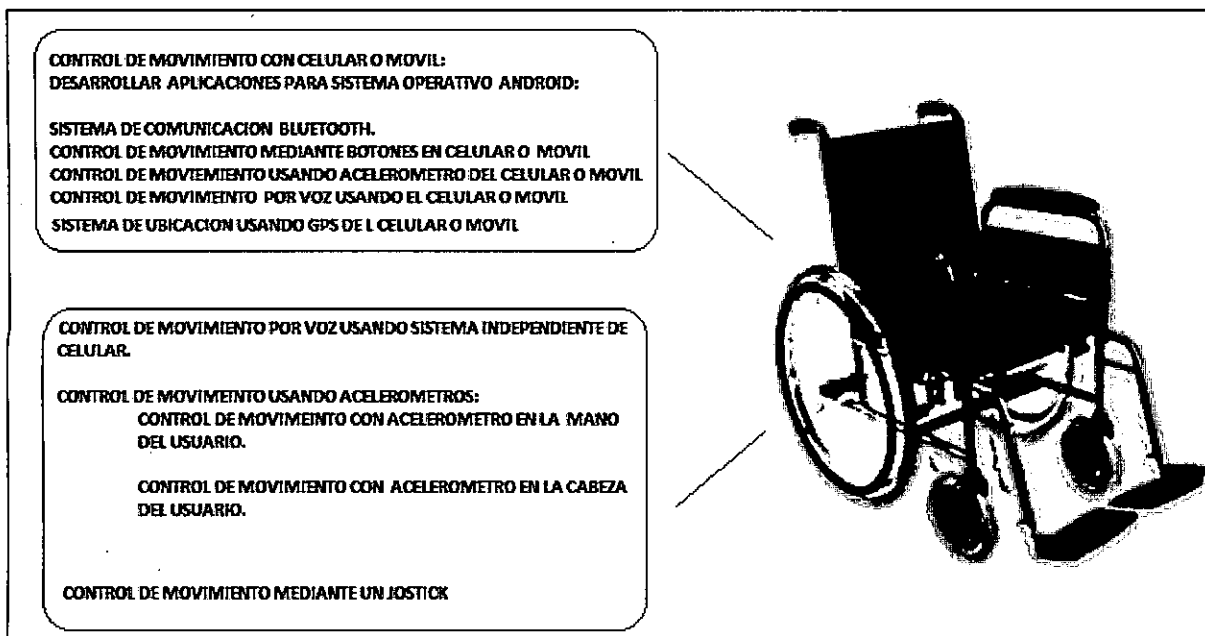 CONTROL DE MOVIMIENTO CON CELULAR O MOVIL:
DESARROLLAR APLICACIONES PARA SISTEMA OPERATIVO ANDROID:
SISTEMA DE COMUNICACION BLUETOOTH.
CONTROL DE MOVIMIENTO MEDIANTE BOTONES EN CELULAR O MOVIL
CONTROL DE MOVIEMIENTO USANDO ACELEROMETRO DEL CELULAR O MOVIL
CONTROL DE MOVIMEINTO POR VOZ USANDO EL CELULAR O MOVIL
SISTEMA DE UBICACION USANDO GPS DE L CELULAR O MOVIL
CONTROL DE MOVIMIENTO POR VOZ USANDO SISTEMA INDEPENDIENTE DE
CELULAR.
CONTROL DE MOVIMEINTO USANDO ACELEROMETROS:
CONTROL DE MOVIMEINTO CON ACELEROMETRO EN LA MANO
DEL USUARIO.
CONTROL DE MOVIMIENTO CON ACELEROMETRO EN LA CABEZA
DEL USUARIO.
CONTROL DE MOVIMIENTO MEDIANTE UN JOSTICK